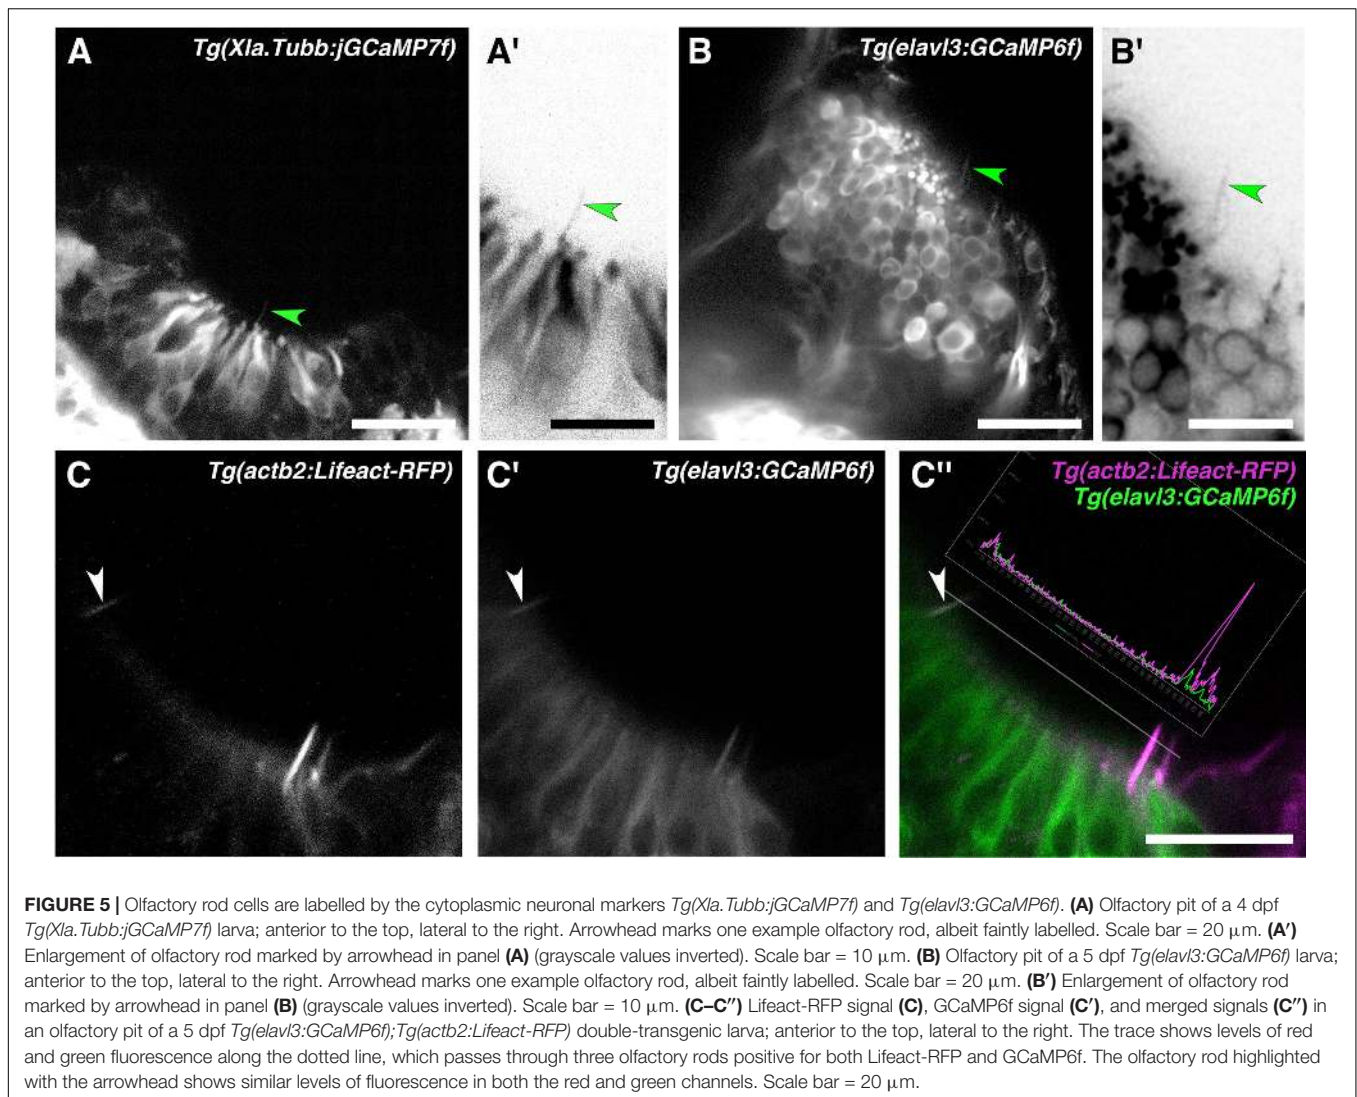 A
Tg(Xla.Tubb:jGCaMP7f)
A'
B
Tg(elavl3:GCaMP6f)
B'
C
Tg(actb2:Lifeact-RFP)
C'
Tg(elavl3:GCaMP6f)
C''
Tg(actb2:Lifeact-RFP)
Tg(elavl3:GCaMP6f)
FIGURE 5 | Olfactory rod cells are labelled by the cytoplasmic neuronal markers Tg(Xla.Tubb:jGCaMP7f) and Tg(elavl3:GCaMP6f). (A) Olfactory pit of a 4 dpf
Tg(Xla.Tubb:jGCaMP7f) larva; anterior to the top, lateral to the right. Arrowhead marks one example olfactory rod, albeit faintly labelled. Scale bar = 20 μm. (A′)
Enlargement of olfactory rod marked by arrowhead in panel (A) (grayscale values inverted). Scale bar = 10 μm. (B) Olfactory pit of a 5 dpf Tg(elavl3:GCaMP6f) larva;
anterior to the top, lateral to the right. Arrowhead marks one example olfactory rod, albeit faintly labelled. Scale bar = 20 μm. (B′) Enlargement of olfactory rod
marked by arrowhead in panel (B) (grayscale values inverted). Scale bar = 10 μm. (C–C″) Lifeact-RFP signal (C), GCaMP6f signal (C′), and merged signals (C″) in
an olfactory pit of a 5 dpf Tg(elavl3:GCaMP6f);Tg(actb2:Lifeact-RFP) double-transgenic larva; anterior to the top, lateral to the right. The trace shows levels of red
and green fluorescence along the dotted line, which passes through three olfactory rods positive for both Lifeact-RFP and GCaMP6f. The olfactory rod highlighted
with the arrowhead shows similar levels of fluorescence in both the red and green channels. Scale bar = 20 μm.